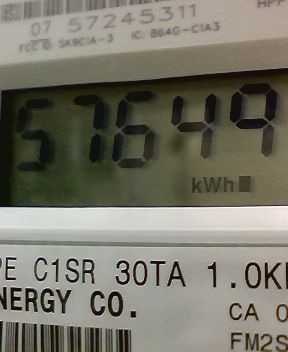 HPF
07 57245311
FCC ID: SK9C1A-3 IC: 864G-C1A3
57649
kWh
PE C1SR 30TA 1.0K
NERGY CO.
CA 0
FM2S